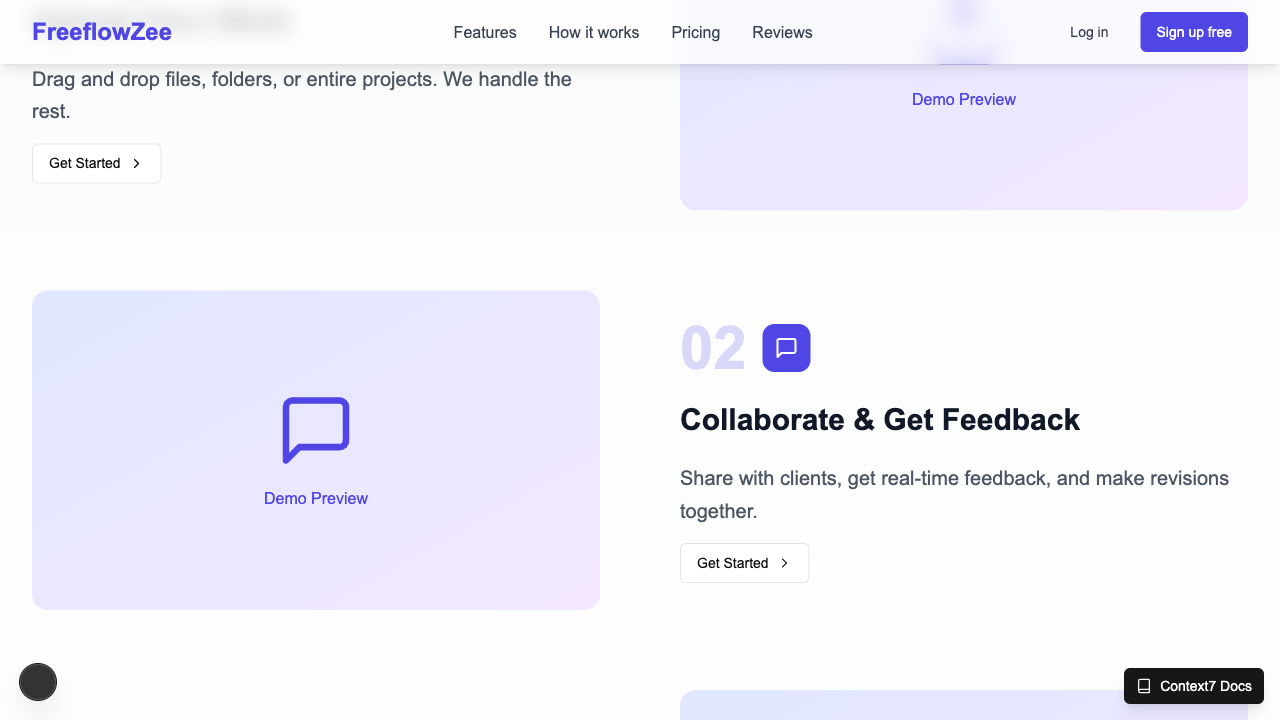 FreeflowZee
Features
How it works
Pricing
Reviews
Log in
Sign up free
Drag and drop files, folders, or entire projects. We handle the
rest.
Get Started
Demo Preview
Demo Preview
02
Collaborate & Get Feedback
Share with clients, get real-time feedback, and make revisions
together.
Get Started
Context7 Docs